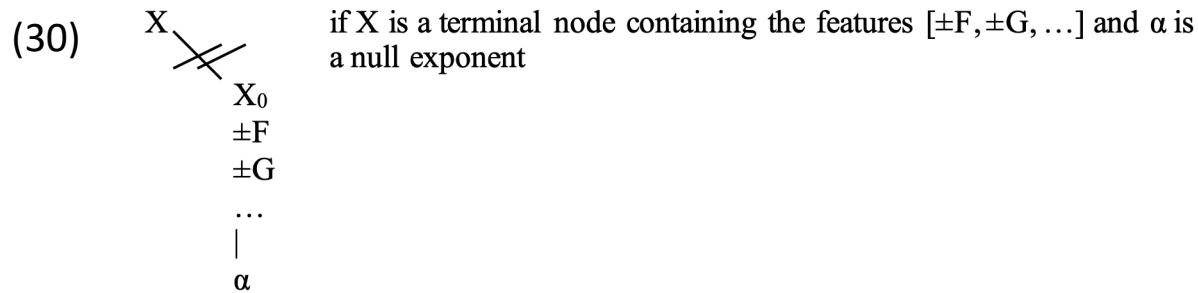 (30) X if X is a terminal node containing the features [±F, ±G, …] and α is
a null exponent
X₀
±F
±G
…
|
α